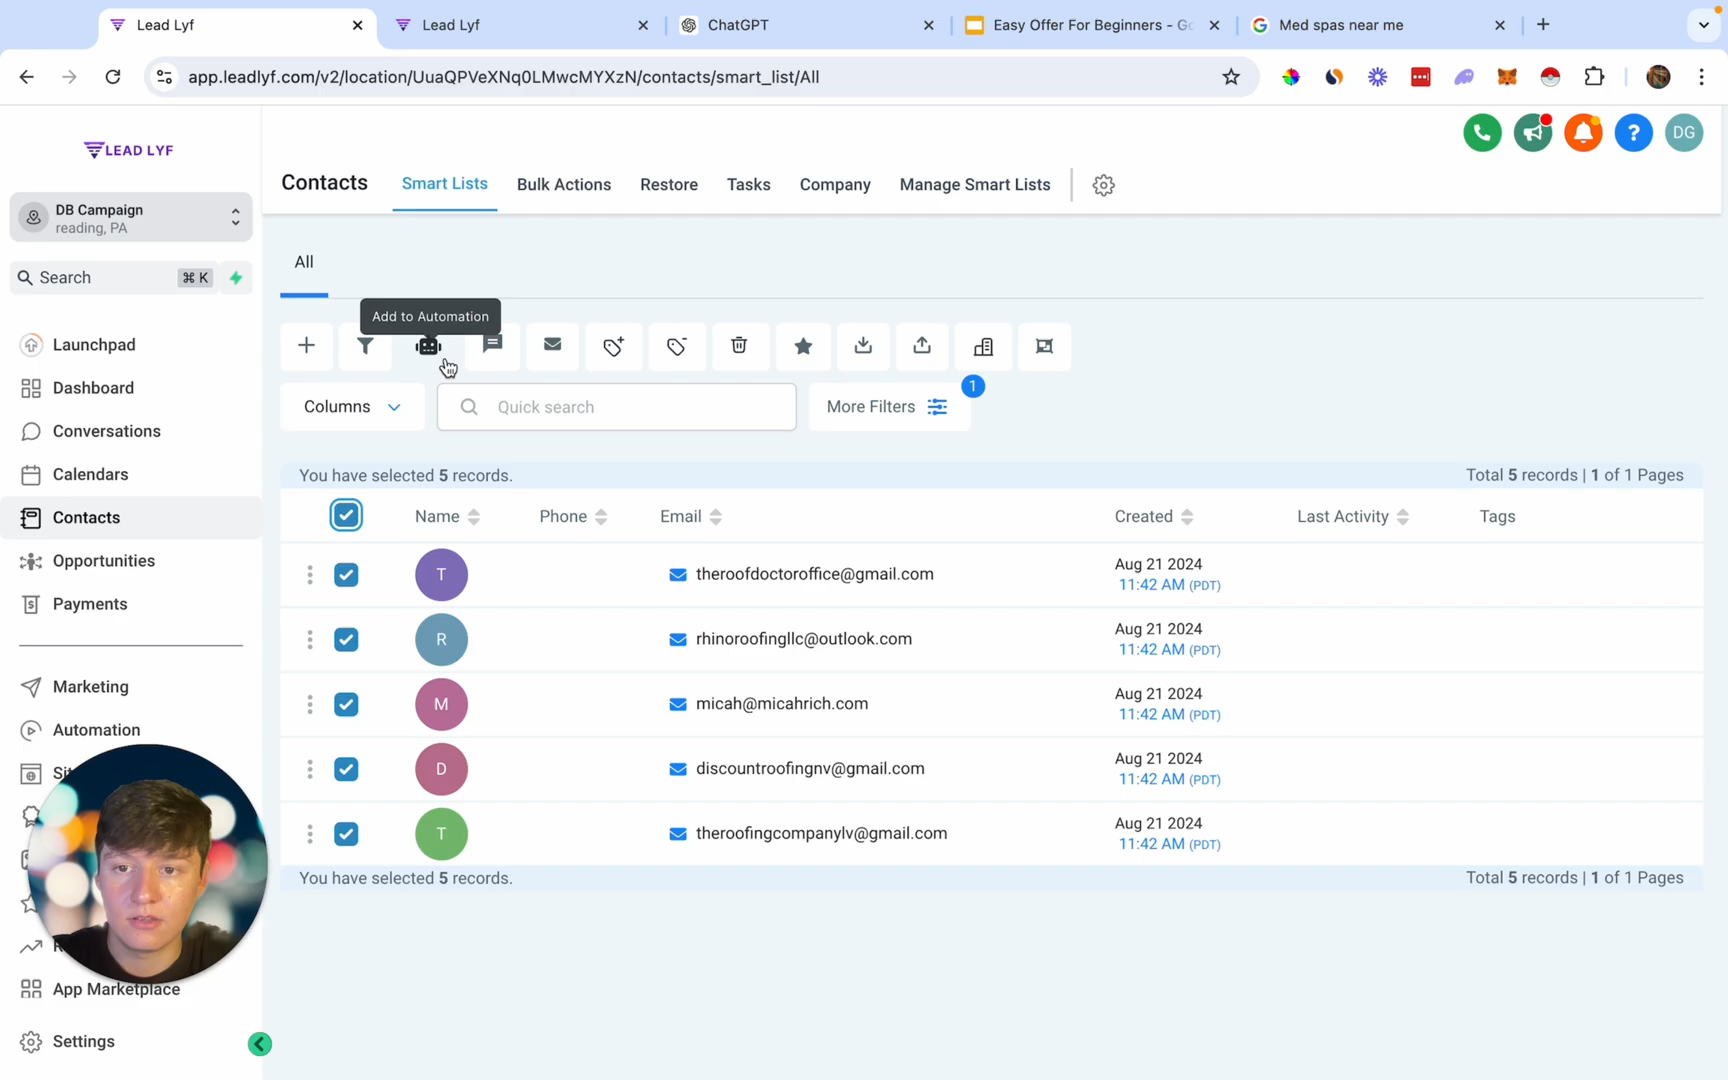 Lead Lyf
Lead Lyf
ChatGPT
Easy Offer For Beginners - Go
Med spas near me
app.leadlyf.com/v2/location/UuaQPVeXNq0LMwcMYXzN/contacts/smart_list/All
LEAD LYF
DG
Contacts
Smart Lists
Bulk Actions
Restore
Tasks
Company
Manage Smart Lists
DB Campaign
reading, PA
Search
⌘ K
All
Add to Automation
Launchpad
Dashboard
Conversations
Calendars
Contacts
Opportunities
Payments
Marketing
Automation
App Marketplace
Settings
Columns
Quick search
More Filters
1
You have selected 5 records.
Total 5 records | 1 of 1 Pages
Name
Phone
Email
Created
Last Activity
Tags
T
theroofdoctoroffice@gmail.com
Aug 21 2024
11:42 AM (PDT)
R
rhinoroofingllc@outlook.com
Aug 21 2024
11:42 AM (PDT)
M
micah@micahrich.com
Aug 21 2024
11:42 AM (PDT)
D
discountroofingnv@gmail.com
Aug 21 2024
11:42 AM (PDT)
T
theroofingcompanylv@gmail.com
Aug 21 2024
11:42 AM (PDT)
You have selected 5 records.
Total 5 records | 1 of 1 Pages